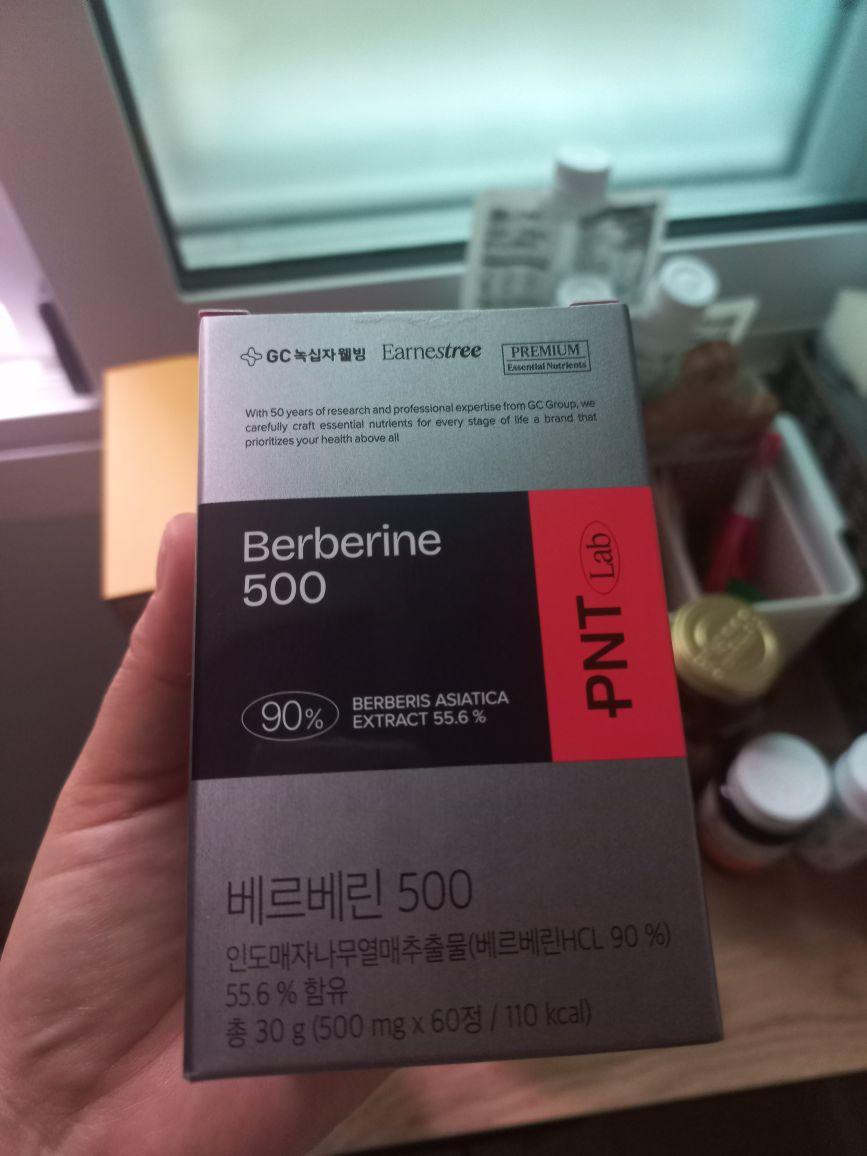 GC 녹십자웰빙 Earnestree PREMIUM
Essential Nutrients
With 50 years of research and professional expertise from GC Group, we
carefully craft essential nutrients for every stage of life a brand that
prioritizes your health above all
Berberine
500
PNT Lab
90%
BERBERIS ASIATICA
EXTRACT 55.6 %
베르베린 500
인도매자나무열매추출물(베르베린HCL 90 %)
55.6 % 함유
총 30 g (500 mg x 60정 / 110 kcal)